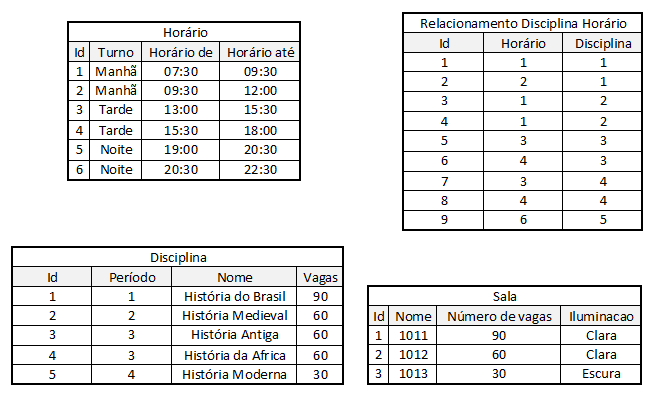 Horário
Id Turno Horário de Horário até
1 Manhã 07:30 09:30
2 Manhã 09:30 12:00
3 Tarde 13:00 15:30
4 Tarde 15:30 18:00
5 Noite 19:00 20:30
6 Noite 20:30 22:30
Relacionamento Disciplina Horário
Id Horário Disciplina
1 1 1
2 2 1
3 1 2
4 1 2
5 3 3
6 4 3
7 3 4
8 4 4
9 6 5
Disciplina
Id Período Nome Vagas
1 1 História do Brasil 90
2 2 História Medieval 60
3 3 História Antiga 60
4 3 História da Africa 60
5 4 História Moderna 30
Sala
Id Nome Número de vagas Iluminacao
1 1011 90 Clara
2 1012 60 Clara
3 1013 30 Escura